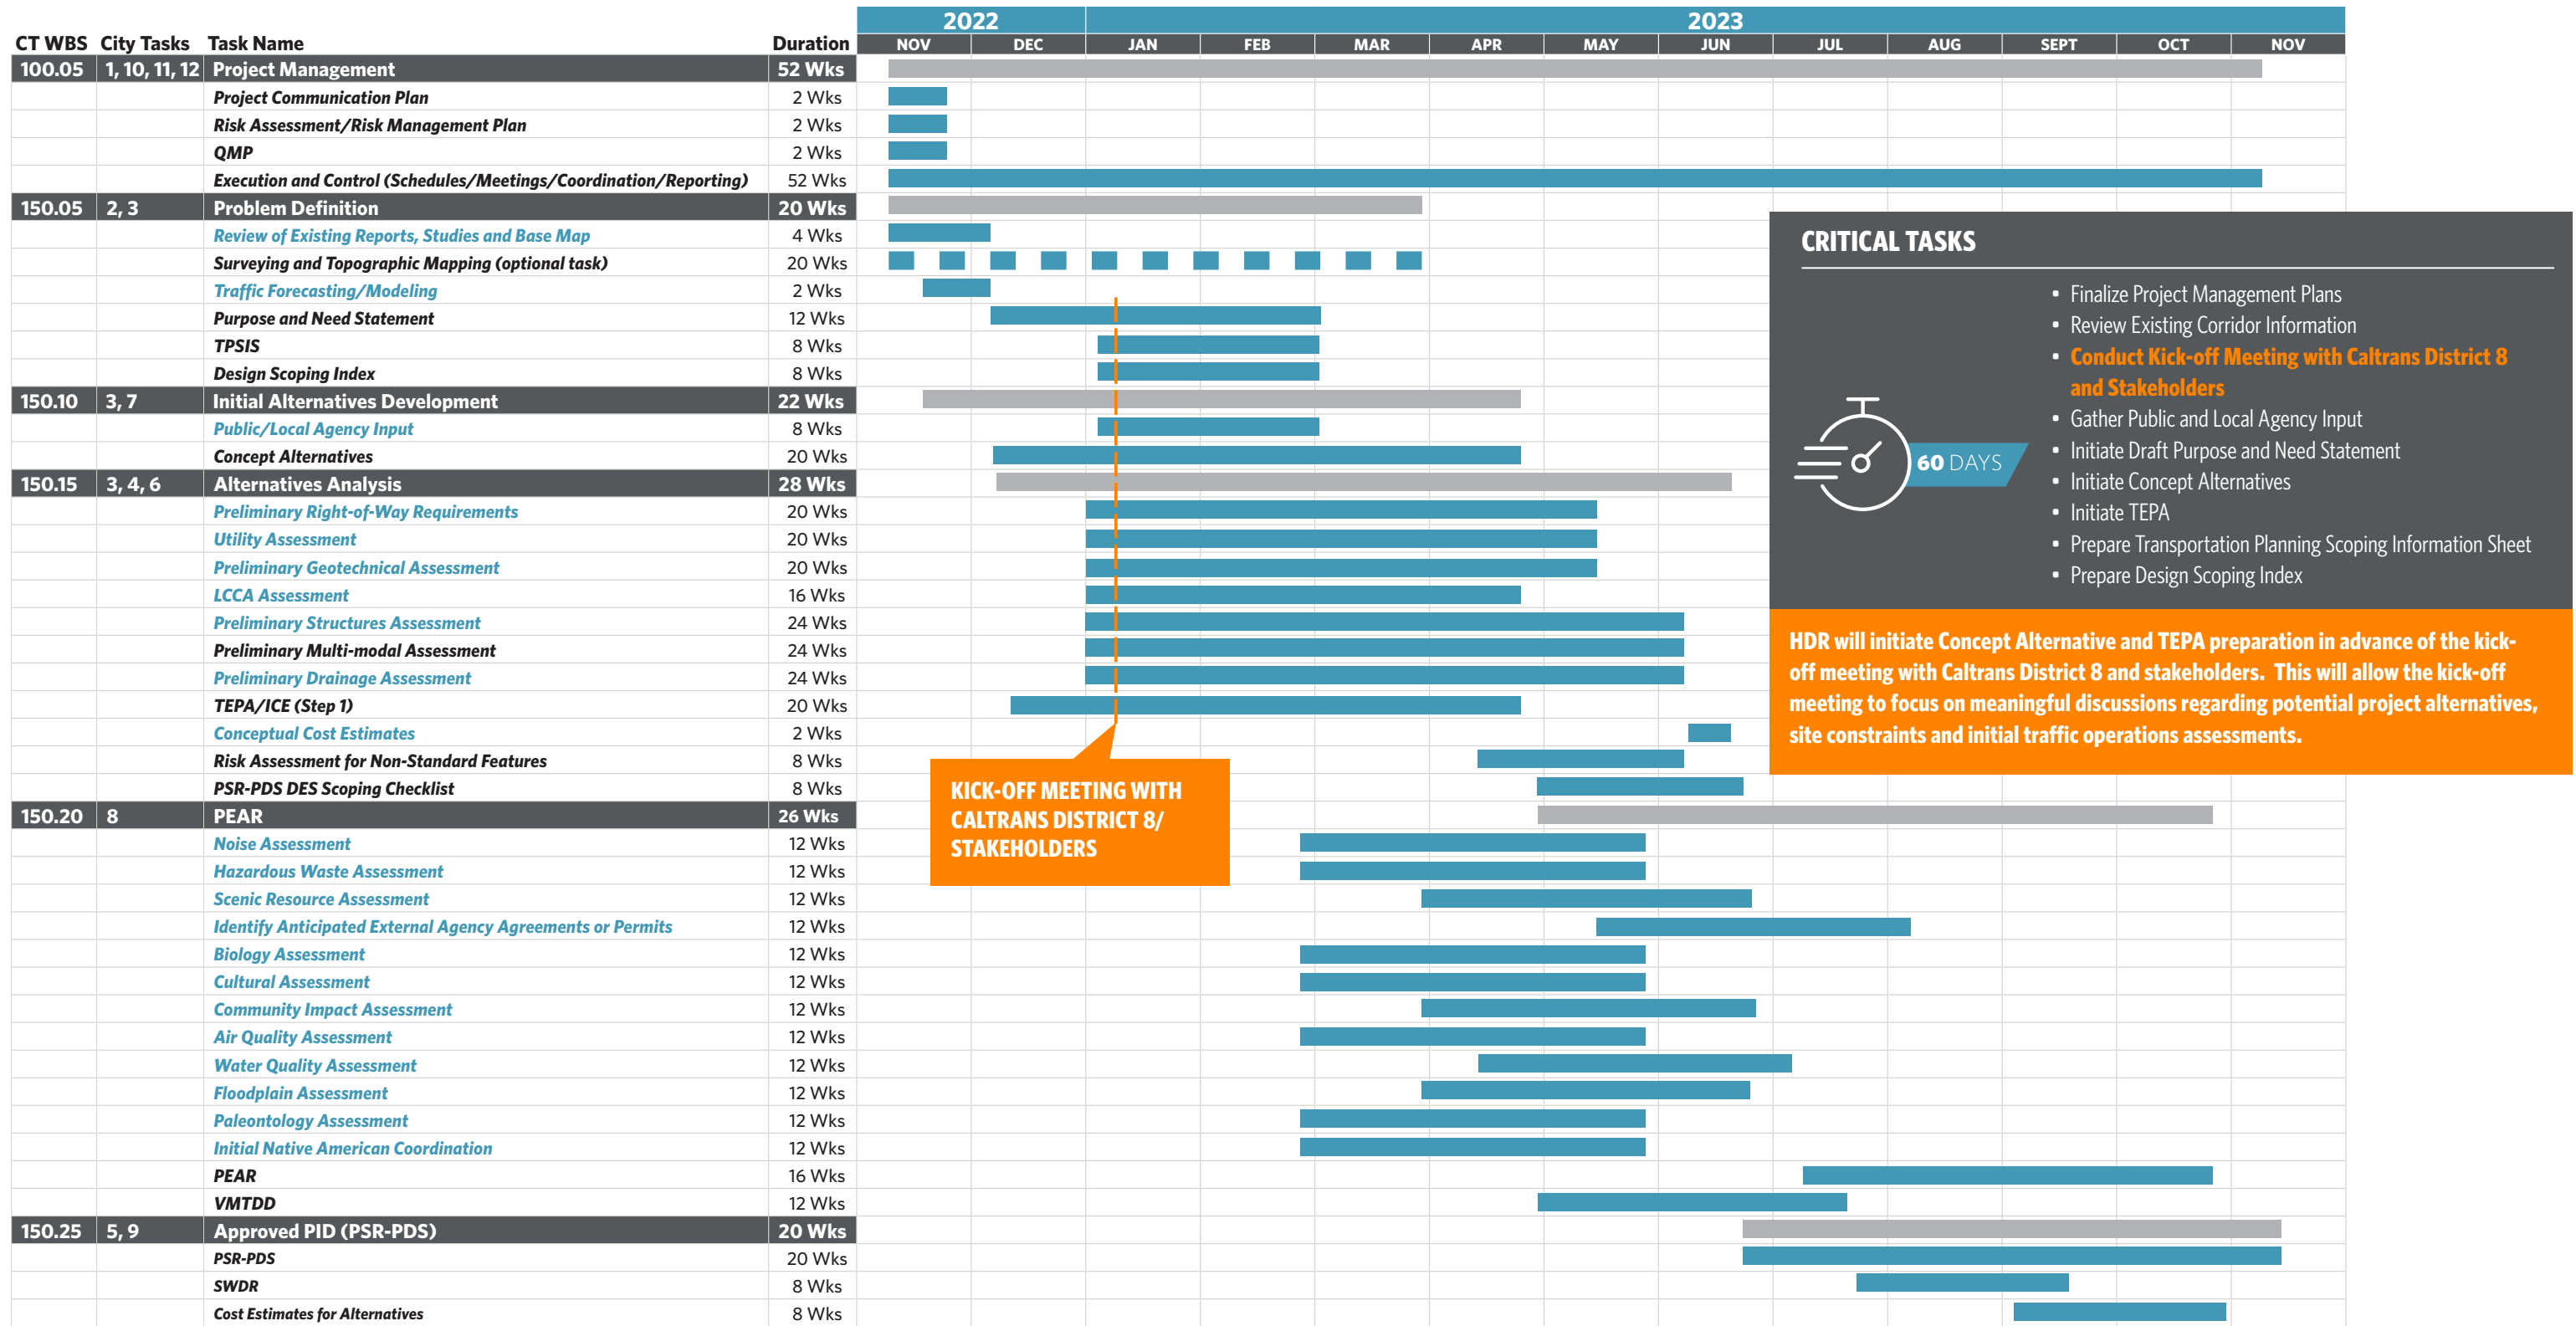 2022 2023
CT WBS City Tasks Task Name Duration NOV DEC JAN FEB MAR APR MAY JUN JUL AUG SEPT OCT NOV
100.05 1, 10, 11, 12 Project Management 52 Wks
Project Communication Plan 2 Wks
Risk Assessment/Risk Management Plan 2 Wks
QMP 2 Wks
Execution and Control (Schedules/Meetings/Coordination/Reporting) 52 Wks
150.05 2, 3 Problem Definition 20 Wks
Review of Existing Reports, Studies and Base Map 4 Wks
Surveying and Topographic Mapping (optional task) 20 Wks
Traffic Forecasting/Modeling 2 Wks
Purpose and Need Statement 12 Wks
TPSIS 8 Wks
Design Scoping Index 8 Wks
150.10 3, 7 Initial Alternatives Development 22 Wks
Public/Local Agency Input 8 Wks
Concept Alternatives 20 Wks
150.15 3, 4, 6 Alternatives Analysis 28 Wks
Preliminary Right-of-Way Requirements 20 Wks
Utility Assessment 20 Wks
Preliminary Geotechnical Assessment 20 Wks
LCCA Assessment 16 Wks
Preliminary Structures Assessment 24 Wks
Preliminary Multi-modal Assessment 24 Wks
Preliminary Drainage Assessment 24 Wks
TEPA/ICE (Step 1) 20 Wks
Conceptual Cost Estimates 2 Wks
Risk Assessment for Non-Standard Features 8 Wks
PSR-PDS DES Scoping Checklist 8 Wks
150.20 8 PEAR 26 Wks
Noise Assessment 12 Wks
Hazardous Waste Assessment 12 Wks
Scenic Resource Assessment 12 Wks
Identify Anticipated External Agency Agreements or Permits 12 Wks
Biology Assessment 12 Wks
Cultural Assessment 12 Wks
Community Impact Assessment 12 Wks
Air Quality Assessment 12 Wks
Water Quality Assessment 12 Wks
Floodplain Assessment 12 Wks
Paleontology Assessment 12 Wks
Initial Native American Coordination 12 Wks
PEAR 16 Wks
VMTDD 12 Wks
150.25 5, 9 Approved PID (PSR-PDS) 20 Wks
PSR-PDS 20 Wks
SWDR 8 Wks
Cost Estimates for Alternatives 8 Wks
KICK-OFF MEETING WITH
CALTRANS DISTRICT 8/
STAKEHOLDERS
CRITICAL TASKS
60 DAYS
• Finalize Project Management Plans
• Review Existing Corridor Information
• Conduct Kick-off Meeting with Caltrans District 8
and Stakeholders
• Gather Public and Local Agency Input
• Initiate Draft Purpose and Need Statement
• Initiate Concept Alternatives
• Initiate TEPA
• Prepare Transportation Planning Scoping Information Sheet
• Prepare Design Scoping Index
HDR will initiate Concept Alternative and TEPA preparation in advance of the kick-
off meeting with Caltrans District 8 and stakeholders. This will allow the kick-off
meeting to focus on meaningful discussions regarding potential project alternatives,
site constraints and initial traffic operations assessments.